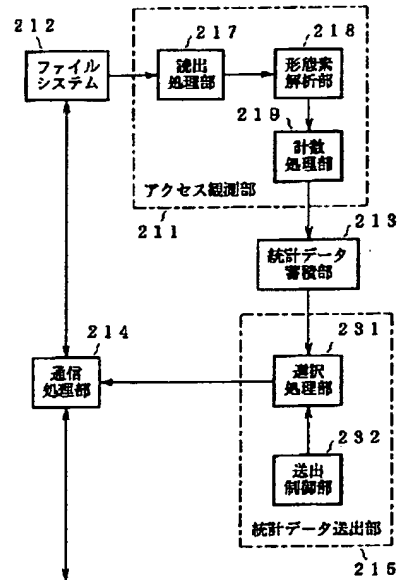 212
217
218
ファイル
システム
読出
処理部
形態素
解析部
219
計数
処理部
アクセス観測部
211
213
統計データ
蓄積部
214
231
通信
処理部
選択
処理部
232
送出
制御部
統計データ送出部
215